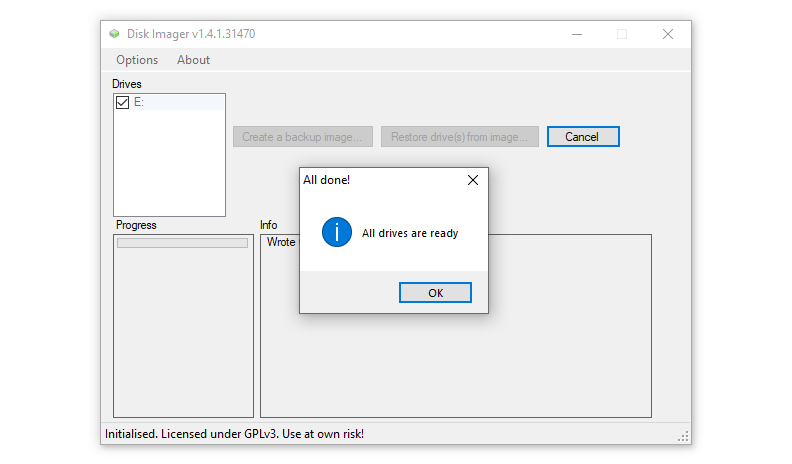 Disk Imager v1.4.1.31470
Options About
Drives
E:
Create a backup image... Restore drive(s) from image... Cancel
All done!
All drives are ready
OK
Progress
Info
Wrote
Initialised. Licensed under GPLv3. Use at own risk!